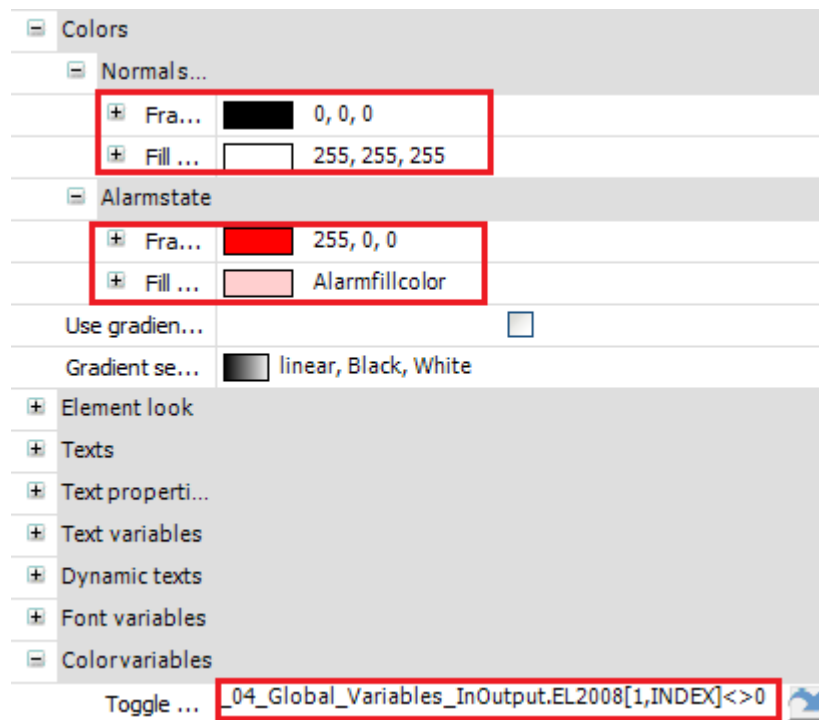 Colors
Normals...
Fra... 0, 0, 0
Fill ... 255, 255, 255
Alarmstate
Fra... 255, 0, 0
Fill ... Alarmfillcolor
Use gradien...
Gradient se... linear, Black, White
Element look
Texts
Text properti...
Text variables
Dynamic texts
Font variables
Colorvariables
Toggle ... _04_Global_Variables_InOutput.EL2008[1,INDEX]<>0